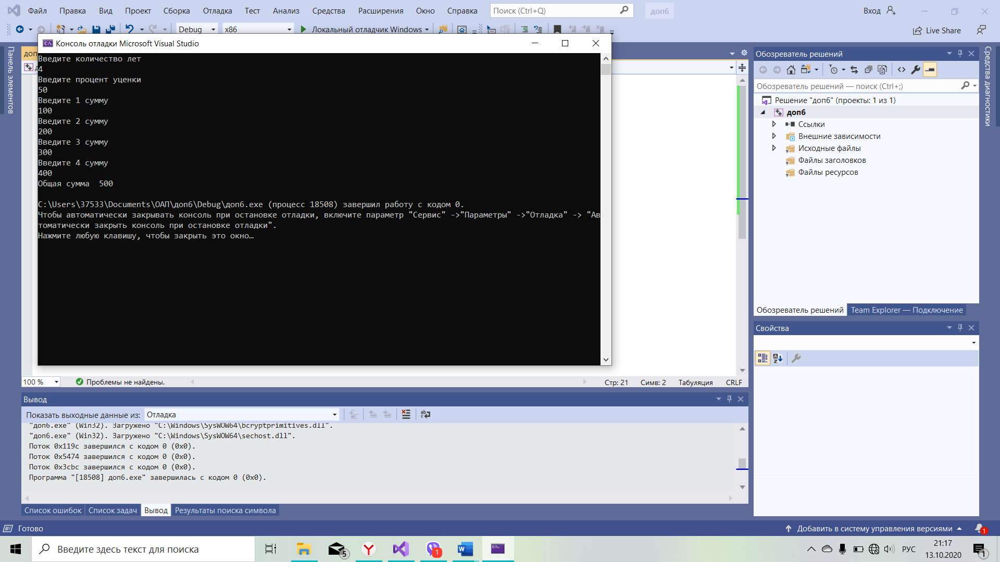 Файл Правка Вид Проект Сборка Отладка Тест Анализ Средства Расширения Окно Справка Поиск (Ctrl+Q) доп6 Вход
Debug x86 Локальный отладчик Windows Live Share
Консоль отладки Microsoft Visual Studio
Введите количество лет
4
Введите процент уценки
50
Введите 1 сумму
100
Введите 2 сумму
200
Введите 3 сумму
300
Введите 4 сумму
400
Общая сумма  500
C:\Users\37533\Documents\ОАП\доп6\Debug\доп6.exe (процесс 18508) завершил работу с кодом 0.
Чтобы автоматически закрывать консоль при остановке отладки, включите параметр "Сервис" ->"Параметры" ->"Отладка" -> "Ав
томатически закрыть консоль при остановке отладки".
Нажмите любую клавишу, чтобы закрыть это окно…
Панель элементов
доп
100 % Проблемы не найдены. Стр: 21 Симв: 2 Табуляция CRLF
Вывод
Показать выходные данные из: Отладка
"доп6.exe" (Win32). Загружено "C:\Windows\SysWOW64\bcryptprimitives.dll".
"доп6.exe" (Win32). Загружено "C:\Windows\SysWOW64\sechost.dll".
Поток 0x119c завершился с кодом 0 (0x0).
Поток 0x5474 завершился с кодом 0 (0x0).
Поток 0x3cbc завершился с кодом 0 (0x0).
Программа "[18508] доп6.exe" завершилась с кодом 0 (0x0).
Список ошибок Список задач Вывод Результаты поиска символа
Обозреватель решений
Обозреватель решений — поиск (Ctrl+;)
Решение "доп6" (проекты: 1 из 1)
доп6
Ссылки
Внешние зависимости
Исходные файлы
Файлы заголовков
Файлы ресурсов
Обозреватель решений Team Explorer — Подключение
Свойства
Средства диагностики
Готово Добавить в систему управления версиями 1
Введите здесь текст для поиска 5 1 РУС 21:17
13.10.2020 1